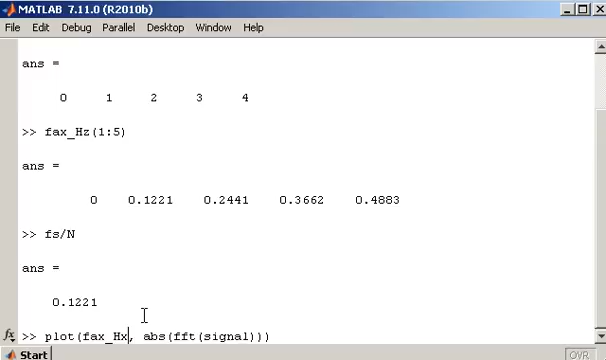 MATLAB 7.11.0 (R2010b)
File Edit Debug Parallel Desktop Window Help
ans =
0 1 2 3 4
>> fax_Hz(1:5)
ans =
0 0.1221 0.2441 0.3662 0.4883
>> fs/N
ans =
0.1221
fx >> plot(fax_Hx, abs(fft(signal)))
Start OVR